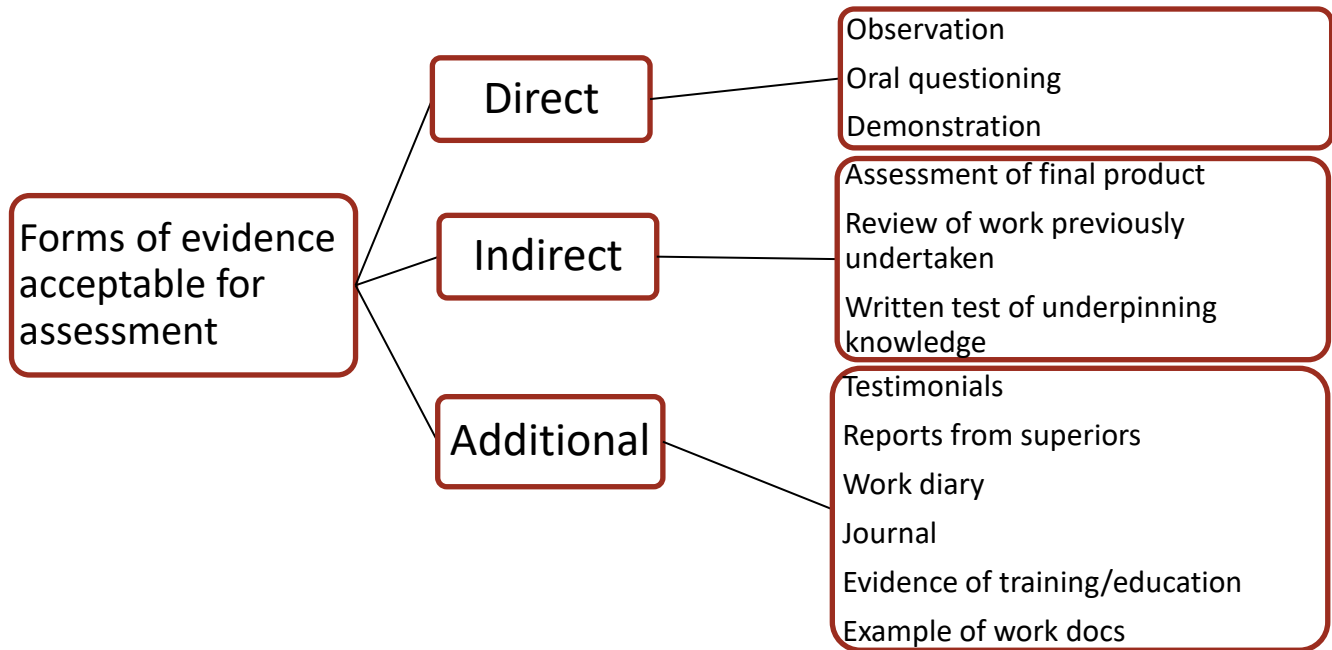 Forms of evidence
acceptable for
assessment
Direct
Observation
Oral questioning
Demonstration
Indirect
Assessment of final product
Review of work previously
undertaken
Written test of underpinning
knowledge
Additional
Testimonials
Reports from superiors
Work diary
Journal
Evidence of training/education
Example of work docs